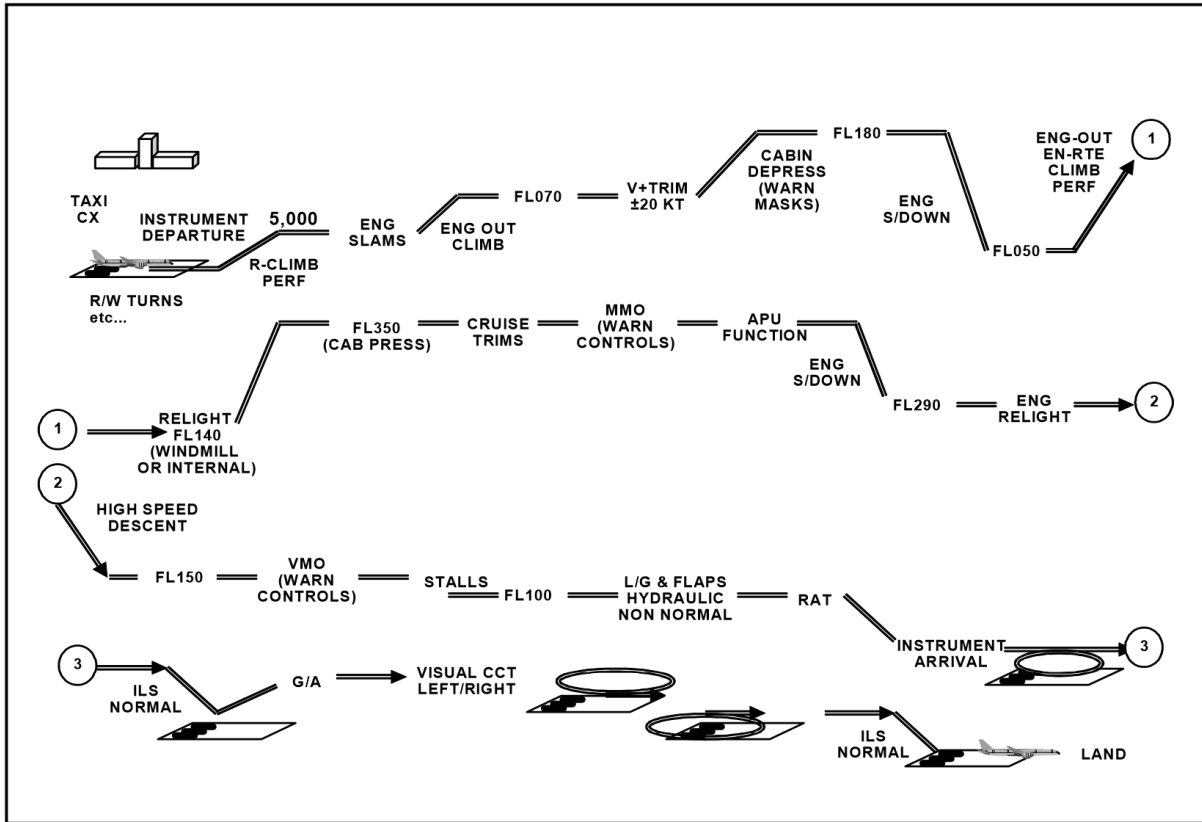 TAXI
CX
INSTRUMENT
DEPARTURE
5,000
R-CLIMB
PERF
R/W TURNS
etc...
ENG
SLAMS
ENG OUT
CLIMB
FL070
V+TRIM
±20 KT
CABIN
DEPRESS
(WARN
MASKS)
FL180
ENG
S/DOWN
FL050
ENG-OUT
EN-RTE
CLIMB
PERF
1
1
RELIGHT
FL140
(WINDMILL
OR INTERNAL)
FL350
(CAB PRESS)
CRUISE
TRIMS
MMO
(WARN
CONTROLS)
APU
FUNCTION
ENG
S/DOWN
FL290
ENG
RELIGHT
2
2
HIGH SPEED
DESCENT
FL150
VMO
(WARN
CONTROLS)
STALLS
FL100
L/G & FLAPS
HYDRAULIC
NON NORMAL
RAT
INSTRUMENT
ARRIVAL
3
3
ILS
NORMAL
G/A
VISUAL CCT
LEFT/RIGHT
ILS
NORMAL
LAND